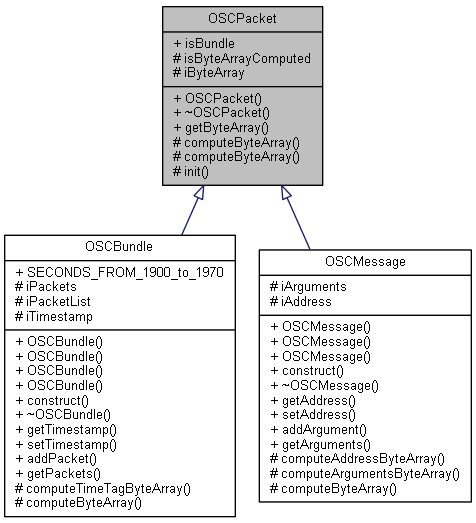 OSCPacket
+ isBundle
# isByteArrayComputed
# iByteArray
+ OSCPacket()
+ ~OSCPacket()
+ getByteArray()
# computeByteArray()
# computeByteArray()
# init()
OSCBundle
+ SECONDS_FROM_1900_to_1970
# iPackets
# iPacketList
# iTimestamp
+ OSCBundle()
+ OSCBundle()
+ OSCBundle()
+ OSCBundle()
+ construct()
+ ~OSCBundle()
+ getTimestamp()
+ setTimestamp()
+ addPacket()
+ getPackets()
# computeTimeTagByteArray()
# computeByteArray()
OSCMessage
# iArguments
# iAddress
+ OSCMessage()
+ OSCMessage()
+ OSCMessage()
+ construct()
+ ~OSCMessage()
+ getAddress()
+ setAddress()
+ addArgument()
+ getArguments()
# computeAddressByteArray()
# computeArgumentsByteArray()
# computeByteArray()